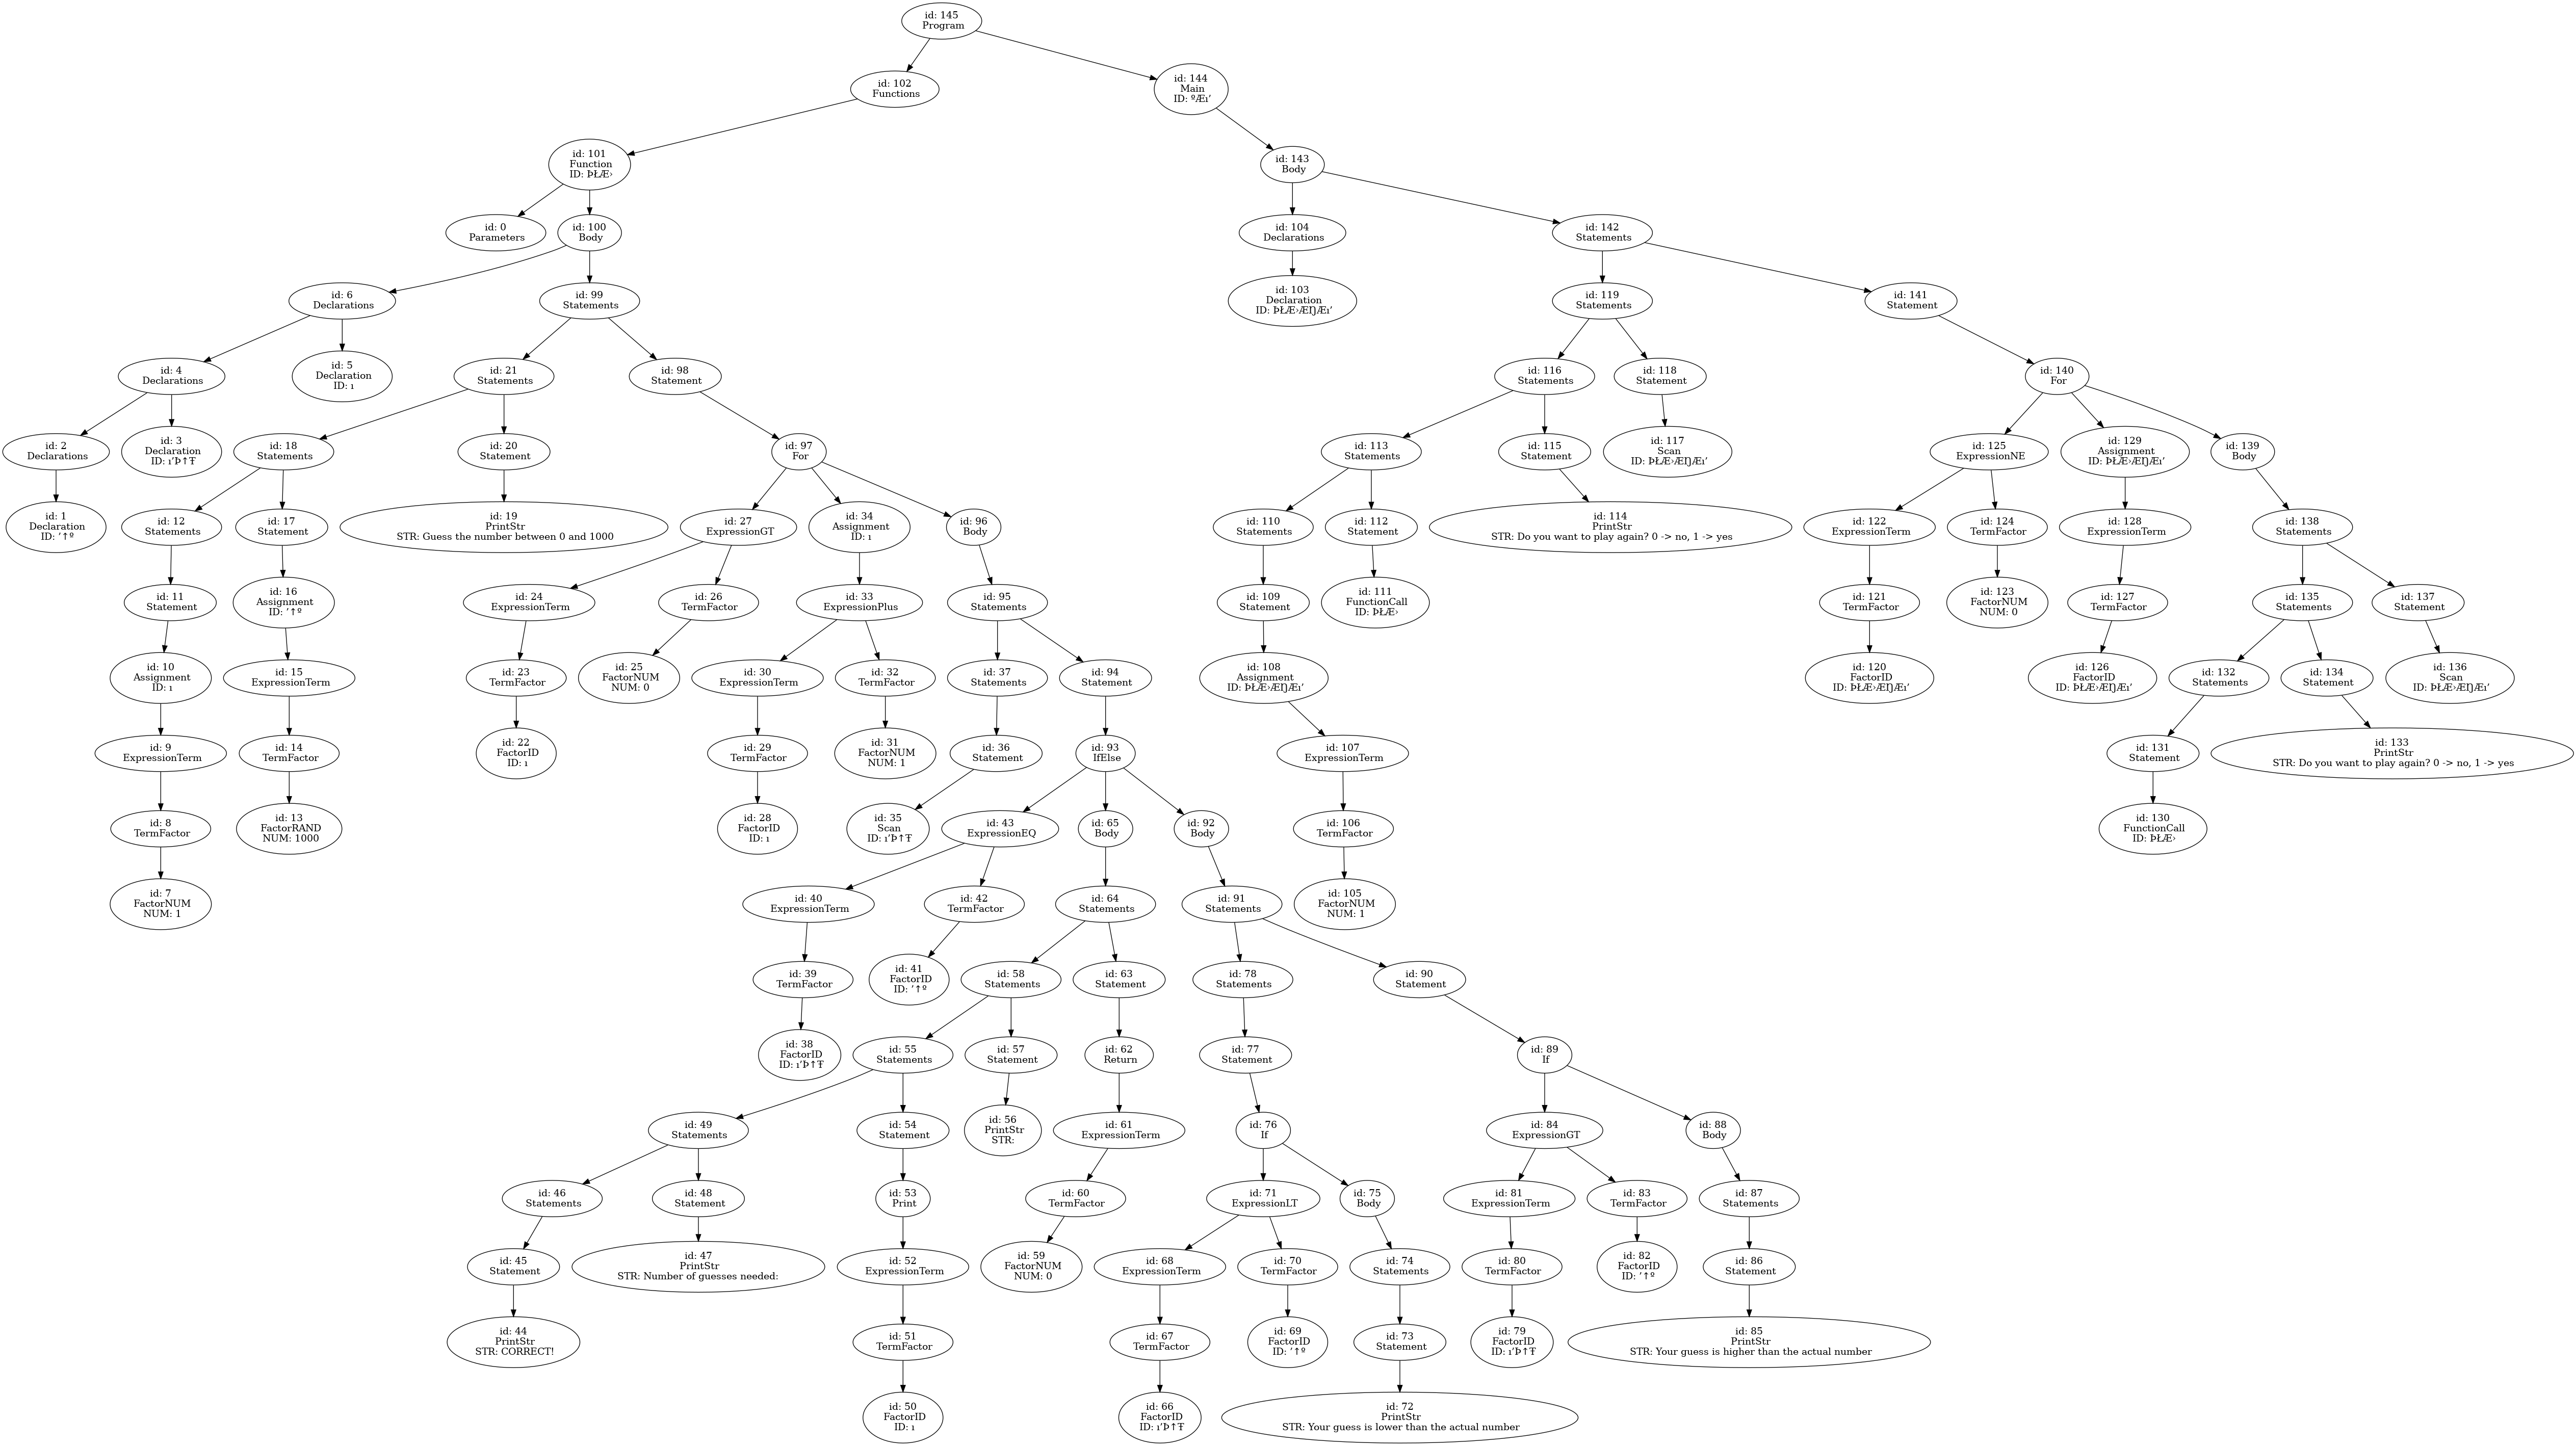 id: 145
Program
id: 102
Functions
id: 144
Main
ID: ºÆı’
id: 101
Function
ID: ÞŁÆ›
id: 143
Body
id: 0
Parameters
id: 100
Body
id: 104
Declarations
id: 142
Statements
id: 6
Declarations
id: 99
Statements
id: 103
Declaration
ID: ÞŁÆ›ÆŊÆı’
id: 119
Statements
id: 141
Statement
id: 4
Declarations
id: 5
Declaration
ID: ı
id: 21
Statements
id: 98
Statement
id: 116
Statements
id: 118
Statement
id: 140
For
id: 2
Declarations
id: 3
Declaration
ID: ı’Þ↑Ŧ
id: 18
Statements
id: 20
Statement
id: 97
For
id: 113
Statements
id: 115
Statement
id: 117
Scan
ID: ÞŁÆ›ÆŊÆı’
id: 125
ExpressionNE
id: 129
Assignment
ID: ÞŁÆ›ÆŊÆı’
id: 139
Body
id: 1
Declaration
ID: ’↑º
id: 12
Statements
id: 17
Statement
id: 19
PrintStr
STR: Guess the number between 0 and 1000
id: 27
ExpressionGT
id: 34
Assignment
ID: ı
id: 96
Body
id: 110
Statements
id: 112
Statement
id: 114
PrintStr
STR: Do you want to play again? 0 -> no, 1 -> yes
id: 122
ExpressionTerm
id: 124
TermFactor
id: 128
ExpressionTerm
id: 138
Statements
id: 11
Statement
id: 16
Assignment
ID: ’↑º
id: 24
ExpressionTerm
id: 26
TermFactor
id: 33
ExpressionPlus
id: 95
Statements
id: 109
Statement
id: 111
FunctionCall
ID: ÞŁÆ›
id: 121
TermFactor
id: 123
FactorNUM
NUM: 0
id: 127
TermFactor
id: 135
Statements
id: 137
Statement
id: 10
Assignment
ID: ı
id: 15
ExpressionTerm
id: 23
TermFactor
id: 25
FactorNUM
NUM: 0
id: 30
ExpressionTerm
id: 32
TermFactor
id: 37
Statements
id: 94
Statement
id: 108
Assignment
ID: ÞŁÆ›ÆŊÆı’
id: 120
FactorID
ID: ÞŁÆ›ÆŊÆı’
id: 126
FactorID
ID: ÞŁÆ›ÆŊÆı’
id: 132
Statements
id: 134
Statement
id: 136
Scan
ID: ÞŁÆ›ÆŊÆı’
id: 9
ExpressionTerm
id: 14
TermFactor
id: 22
FactorID
ID: ı
id: 29
TermFactor
id: 31
FactorNUM
NUM: 1
id: 36
Statement
id: 93
IfElse
id: 107
ExpressionTerm
id: 131
Statement
id: 133
PrintStr
STR: Do you want to play again? 0 -> no, 1 -> yes
id: 8
TermFactor
id: 13
FactorRAND
NUM: 1000
id: 28
FactorID
ID: ı
id: 35
Scan
ID: ı’Þ↑Ŧ
id: 43
ExpressionEQ
id: 65
Body
id: 92
Body
id: 106
TermFactor
id: 130
FunctionCall
ID: ÞŁÆ›
id: 7
FactorNUM
NUM: 1
id: 40
ExpressionTerm
id: 42
TermFactor
id: 64
Statements
id: 91
Statements
id: 105
FactorNUM
NUM: 1
id: 39
TermFactor
id: 41
FactorID
ID: ’↑º
id: 58
Statements
id: 63
Statement
id: 78
Statements
id: 90
Statement
id: 38
FactorID
ID: ı’Þ↑Ŧ
id: 55
Statements
id: 57
Statement
id: 62
Return
id: 77
Statement
id: 89
If
id: 49
Statements
id: 54
Statement
id: 56
PrintStr
STR:
id: 61
ExpressionTerm
id: 76
If
id: 84
ExpressionGT
id: 88
Body
id: 46
Statements
id: 48
Statement
id: 53
Print
id: 60
TermFactor
id: 71
ExpressionLT
id: 75
Body
id: 81
ExpressionTerm
id: 83
TermFactor
id: 87
Statements
id: 45
Statement
id: 47
PrintStr
STR: Number of guesses needed:
id: 52
ExpressionTerm
id: 59
FactorNUM
NUM: 0
id: 68
ExpressionTerm
id: 70
TermFactor
id: 74
Statements
id: 80
TermFactor
id: 82
FactorID
ID: ’↑º
id: 86
Statement
id: 44
PrintStr
STR: CORRECT!
id: 51
TermFactor
id: 67
TermFactor
id: 69
FactorID
ID: ’↑º
id: 73
Statement
id: 79
FactorID
ID: ı’Þ↑Ŧ
id: 85
PrintStr
STR: Your guess is higher than the actual number
id: 50
FactorID
ID: ı
id: 66
FactorID
ID: ı’Þ↑Ŧ
id: 72
PrintStr
STR: Your guess is lower than the actual number